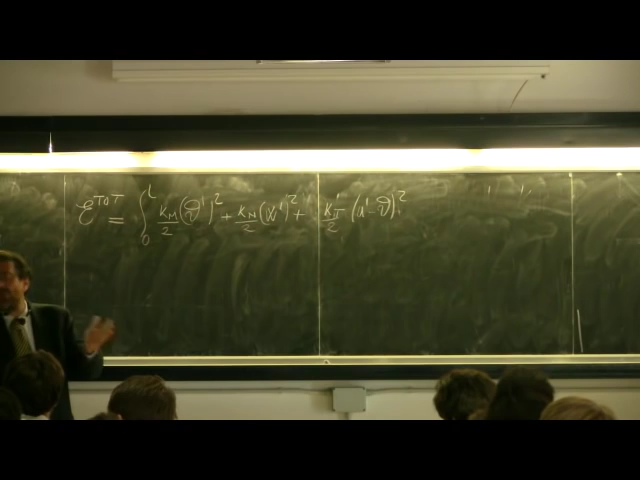 ℰ^TOT = ∫_0^L k_M/2 (ϑ')^2 + k_N/2 (w')^2 + k_T/2 (u' - ϑ)^2